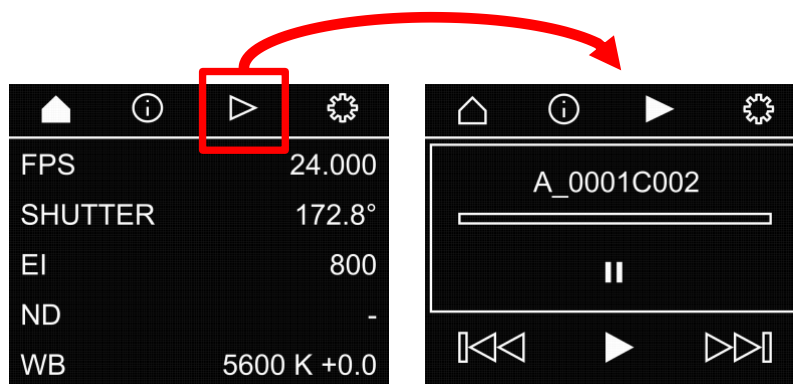 FPS 24.000
SHUTTER 172.8°
EI 800
ND -
WB 5600 K +0.0
A_0001C002